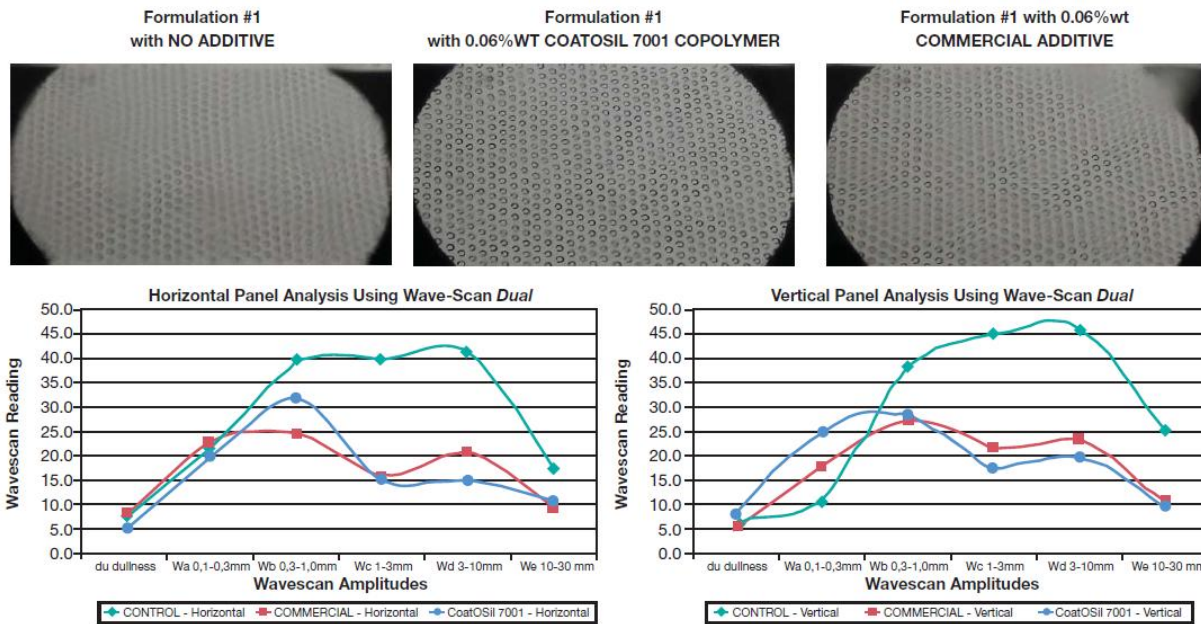 Formulation #1
with NO ADDITIVE
Formulation #1
with 0.06%WT COATOSIL 7001 COPOLYMER
Formulation #1 with 0.06%wt
COMMERCIAL ADDITIVE
Horizontal Panel Analysis Using Wave-Scan Dual
Wavescan Reading
50.0
45.0
40.0
35.0
30.0
25.0
20.0
15.0
10.0
5.0
0.0
du dullness Wa 0,1-0,3mm Wb 0,3-1,0mm Wc 1-3mm Wd 3-10mm We 10-30 mm
Wavescan Amplitudes
CONTROL - Horizontal COMMERCIAL - Horizontal CoatOSil 7001 - Horizontal
Vertical Panel Analysis Using Wave-Scan Dual
Wavescan Reading
50.0
45.0
40.0
35.0
30.0
25.0
20.0
15.0
10.0
5.0
0.0
du dullness Wa 0,1-0,3mm Wb 0,3-1,0mm Wc 1-3mm Wd 3-10mm We 10-30 mm
Wavescan Amplitudes
CONTROL - Vertical COMMERCIAL - Vertical CoatOSil 7001 - Vertical